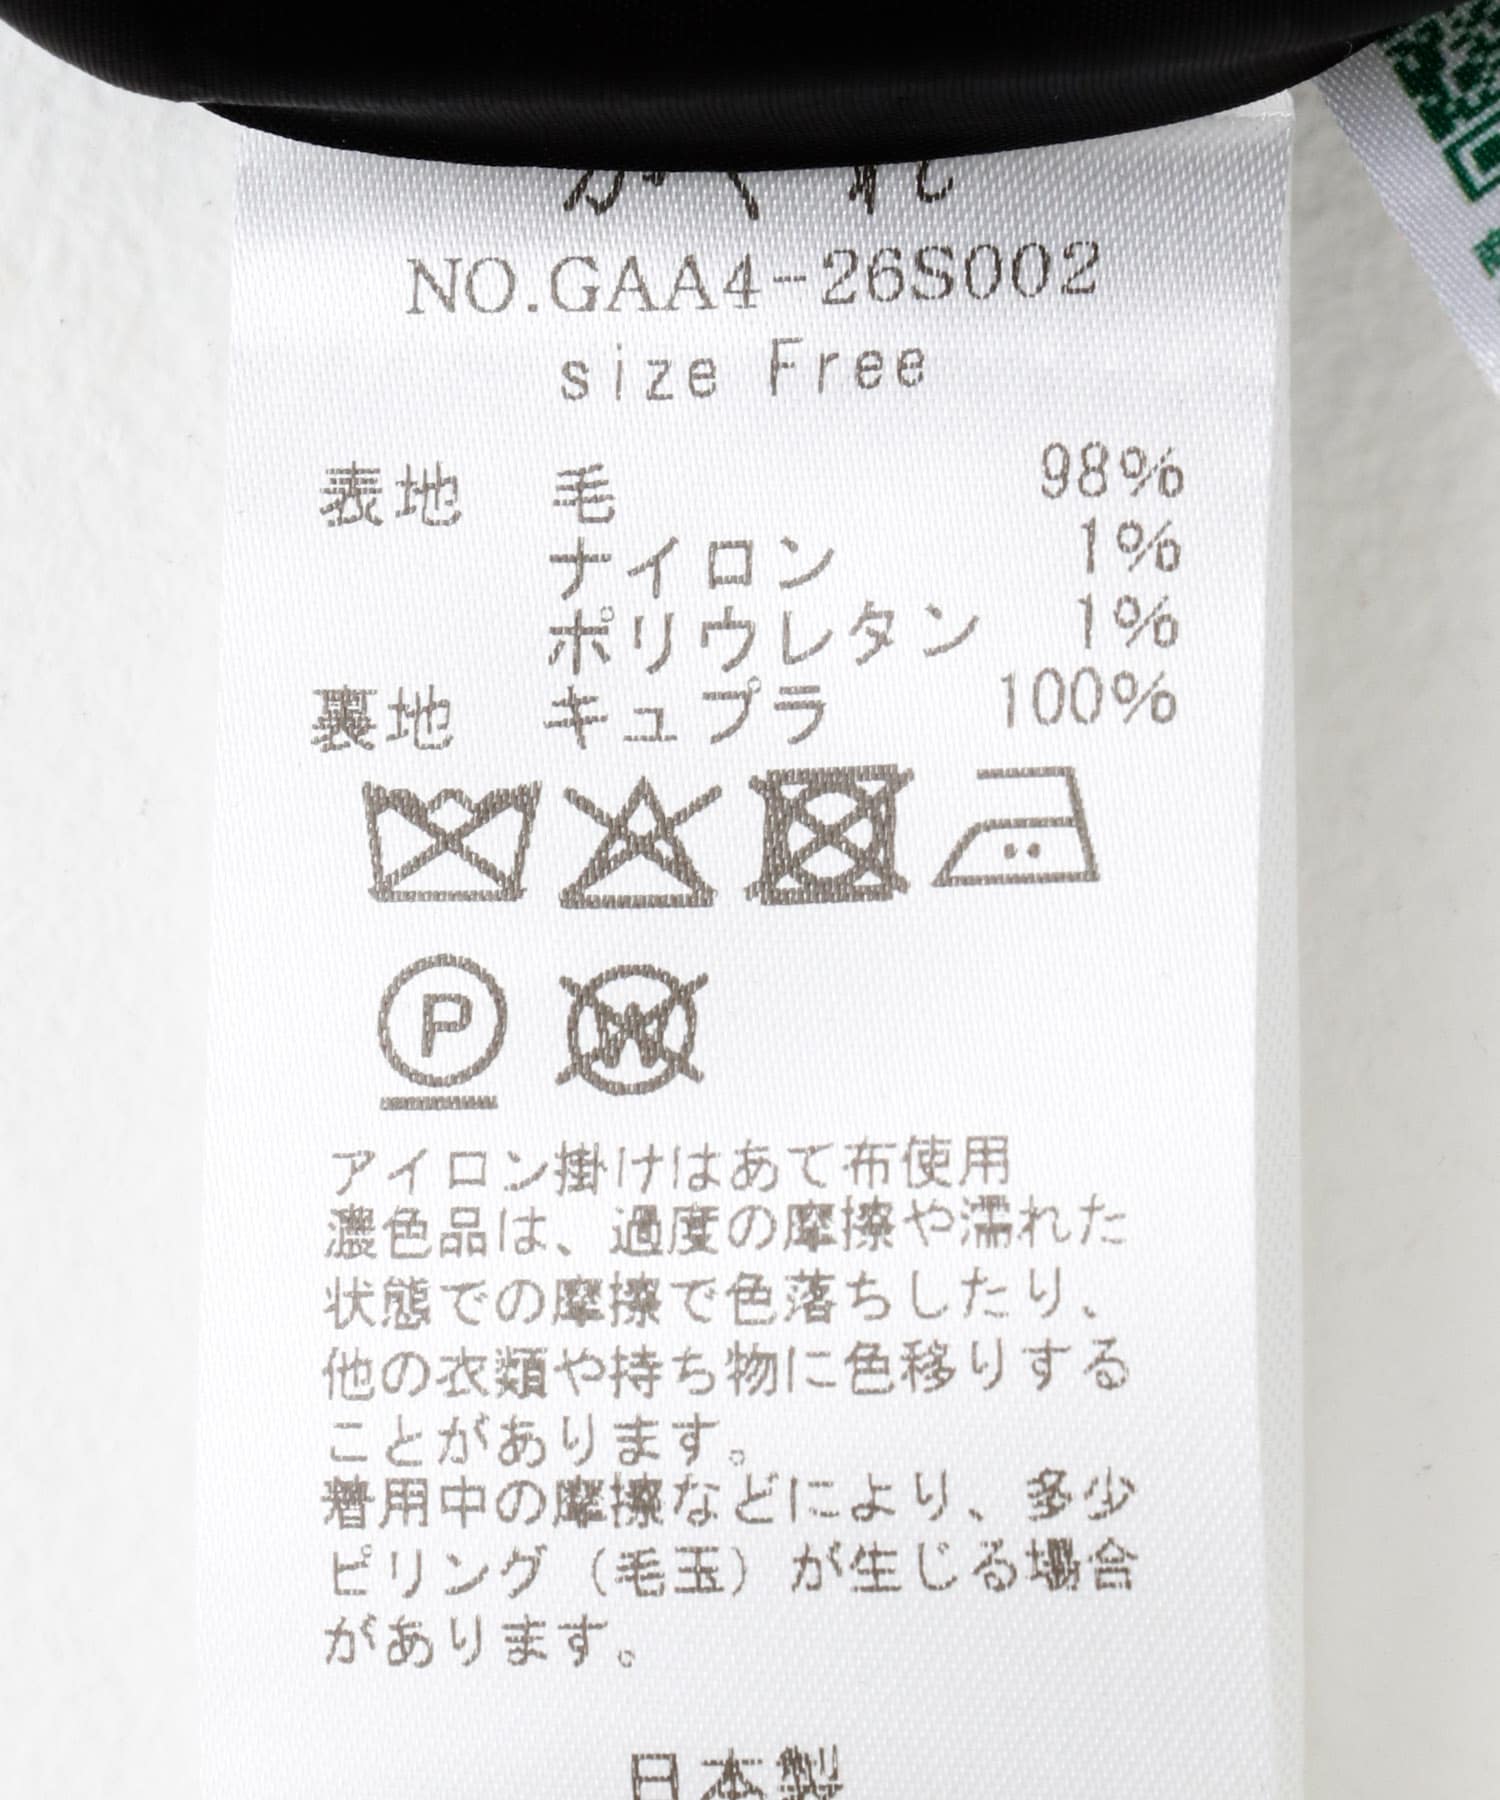 かぐれ
NO.GAA4-26S002
size Free
表地 毛 98%
ナイロン 1%
ポリウレタン 1%
裏地 キュプラ 100%
P
W
アイロン掛けはあて布使用
濃色品は、過度の摩擦や濡れた
状態での摩擦で色落ちしたり、
他の衣類や持ち物に色移りする
ことがあります。
着用中の摩擦などにより、多少
ピリング（毛玉）が生じる場合
があります。
日本製